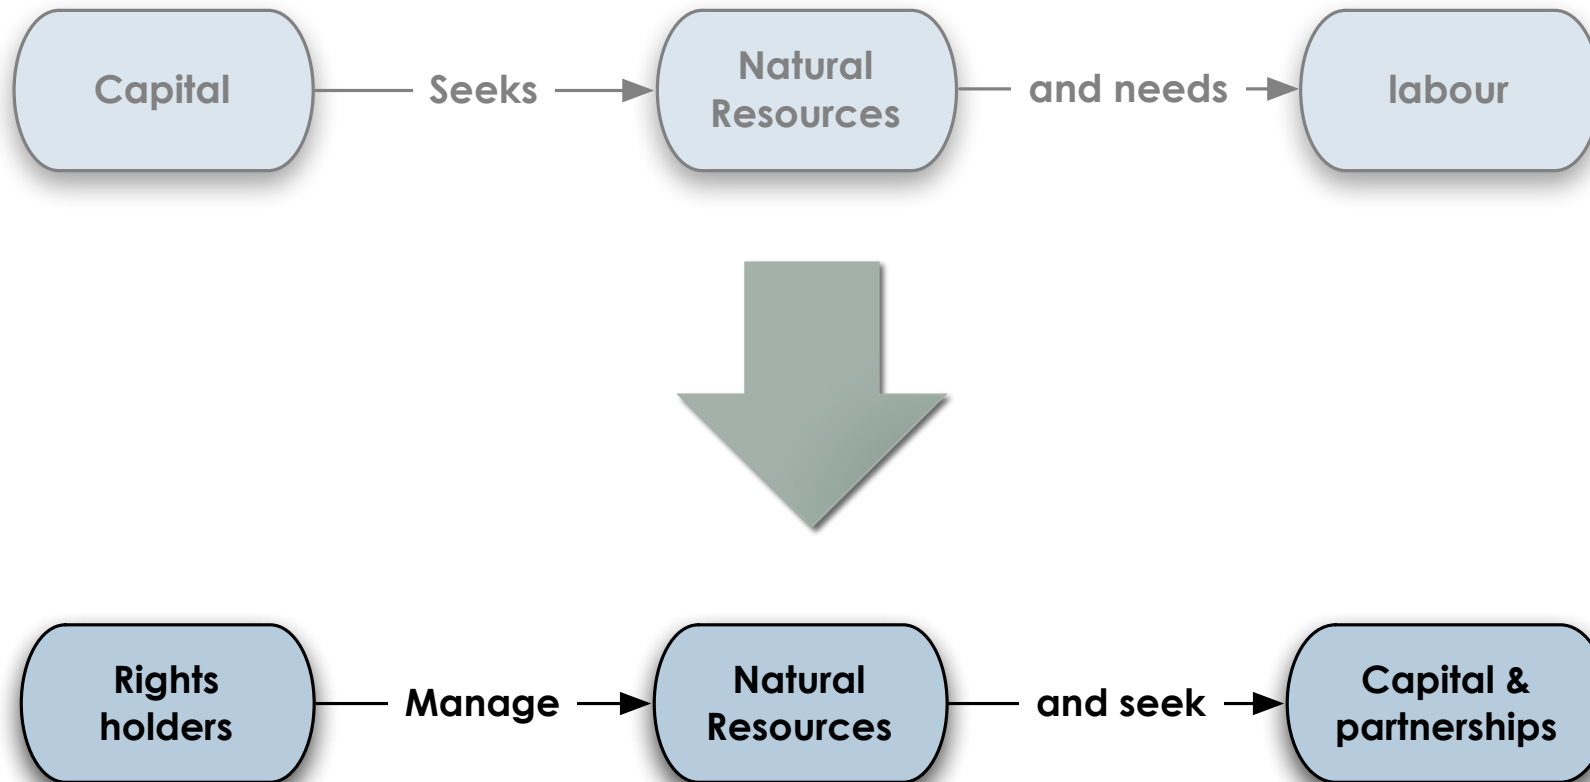 Capital
Seeks
Natural
Resources
and needs
labour
Rights
holders
Manage
Natural
Resources
and seek
Capital &
partnerships